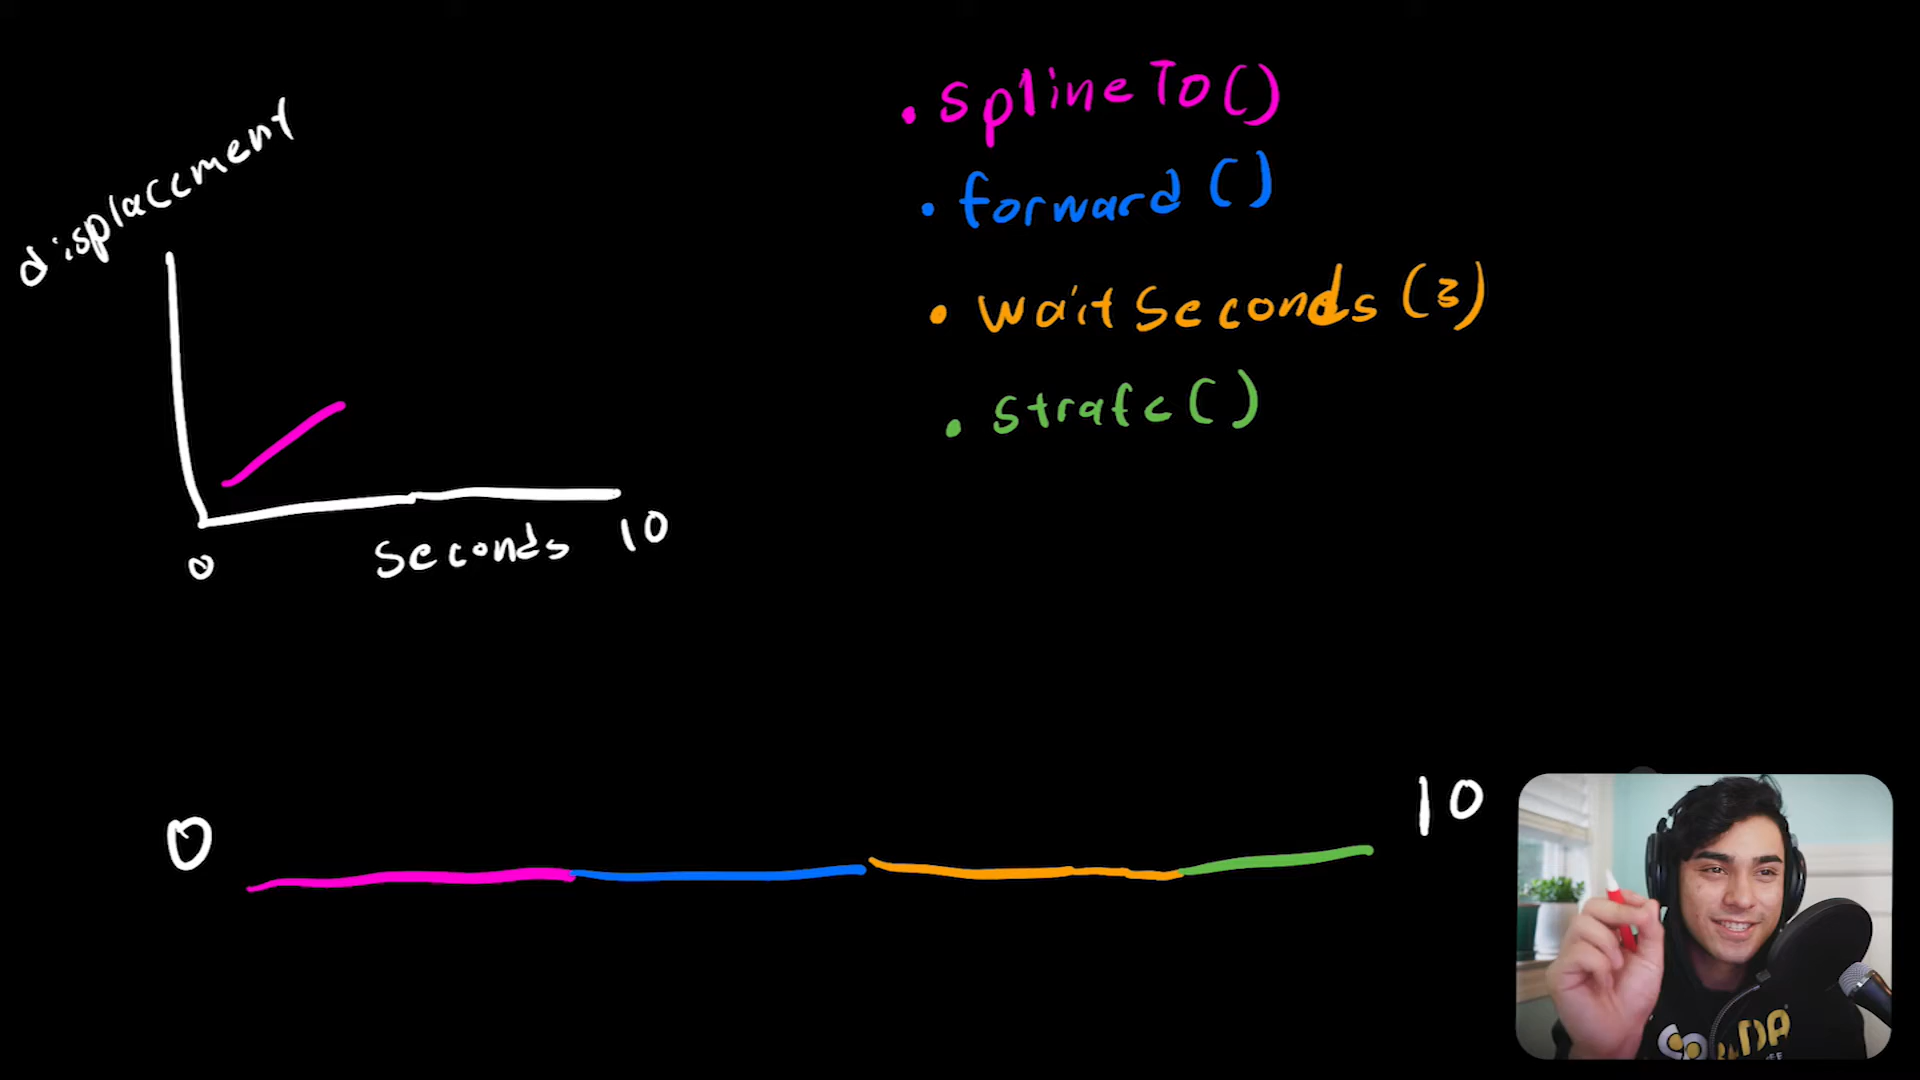 displacement
0
Seconds
10
• splineTo()
• forward()
• waitSeconds(3)
• strafe()
0
10